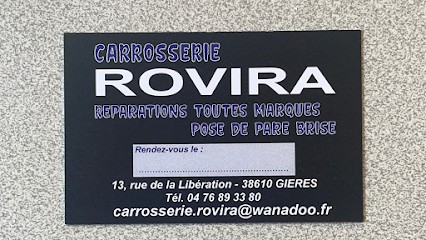 CARROSSERIE
ROVIRA
REPARATIONS TOUTES MARQUES
POSE DE PARE BRISE
Rendez-vous le :
13, rue de la Libération - 38610 GIERES
Tél. 04 76 89 33 80
carrosserie.rovira@wanadoo.fr